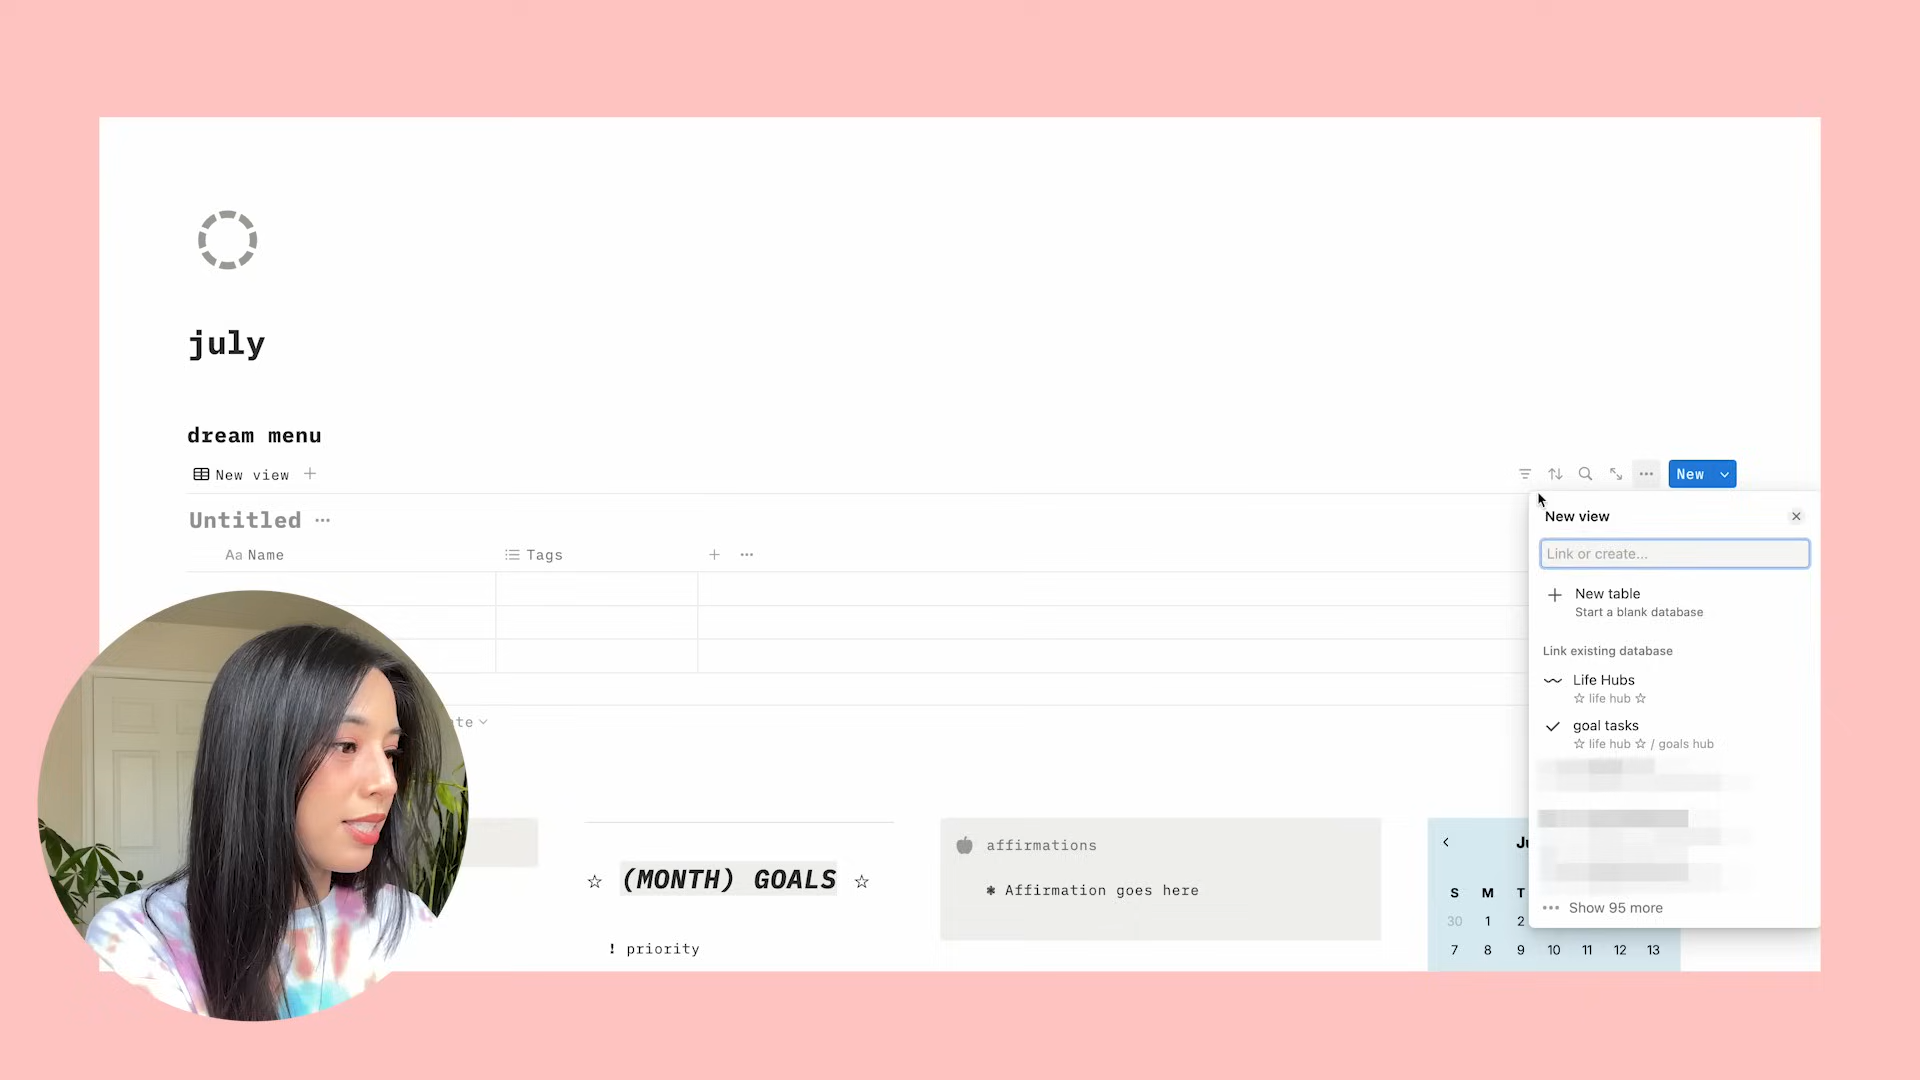 july
dream menu
New view
New
Untitled
Aa Name
Tags
New view
Link or create...
New table
Start a blank database
Link existing database
Life Hubs
☆ life hub ☆
goal tasks
☆ life hub ☆ / goals hub
Show 95 more
☆ (MONTH) GOALS ☆
! priority
affirmations
✱ Affirmation goes here
S M T
30 1 2
7 8 9 10 11 12 13